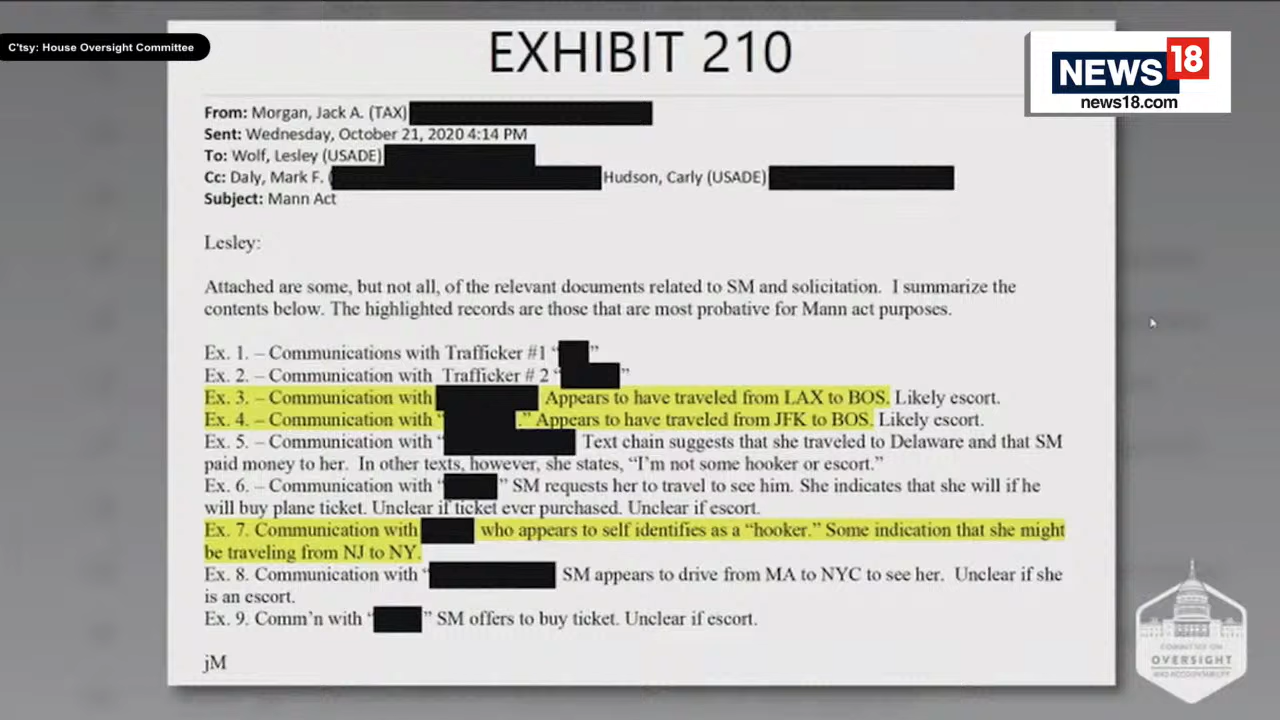 C'tsy: House Oversight Committee
EXHIBIT 210
NEWS 18
news18.com
From: Morgan, Jack A. (TAX)
Sent: Wednesday, October 21, 2020 4:14 PM
To: Wolf, Lesley (USADE)
Cc: Daly, Mark F. ( Hudson, Carly (USADE)
Subject: Mann Act
Lesley:
Attached are some, but not all, of the relevant documents related to SM and solicitation. I summarize the
contents below. The highlighted records are those that are most probative for Mann act purposes.
Ex. 1. – Communications with Trafficker #1 “ ”
Ex. 2. – Communication with Trafficker # 2 “ ”
Ex. 3. – Communication with Appears to have traveled from LAX to BOS. Likely escort.
Ex. 4. – Communication with “ .” Appears to have traveled from JFK to BOS. Likely escort.
Ex. 5. – Communication with “ Text chain suggests that she traveled to Delaware and that SM
paid money to her. In other texts, however, she states, “I’m not some hooker or escort.”
Ex. 6. – Communication with “ ” SM requests her to travel to see him. She indicates that she will if he
will buy plane ticket. Unclear if ticket ever purchased. Unclear if escort.
Ex. 7. Communication with who appears to self identifies as a “hooker.” Some indication that she might
be traveling from NJ to NY.
Ex. 8. Communication with “ SM appears to drive from MA to NYC to see her. Unclear if she
is an escort.
Ex. 9. Comm’n with “ ” SM offers to buy ticket. Unclear if escort.
jM
COMMITTEE ON
OVERSIGHT
AND ACCOUNTABILITY